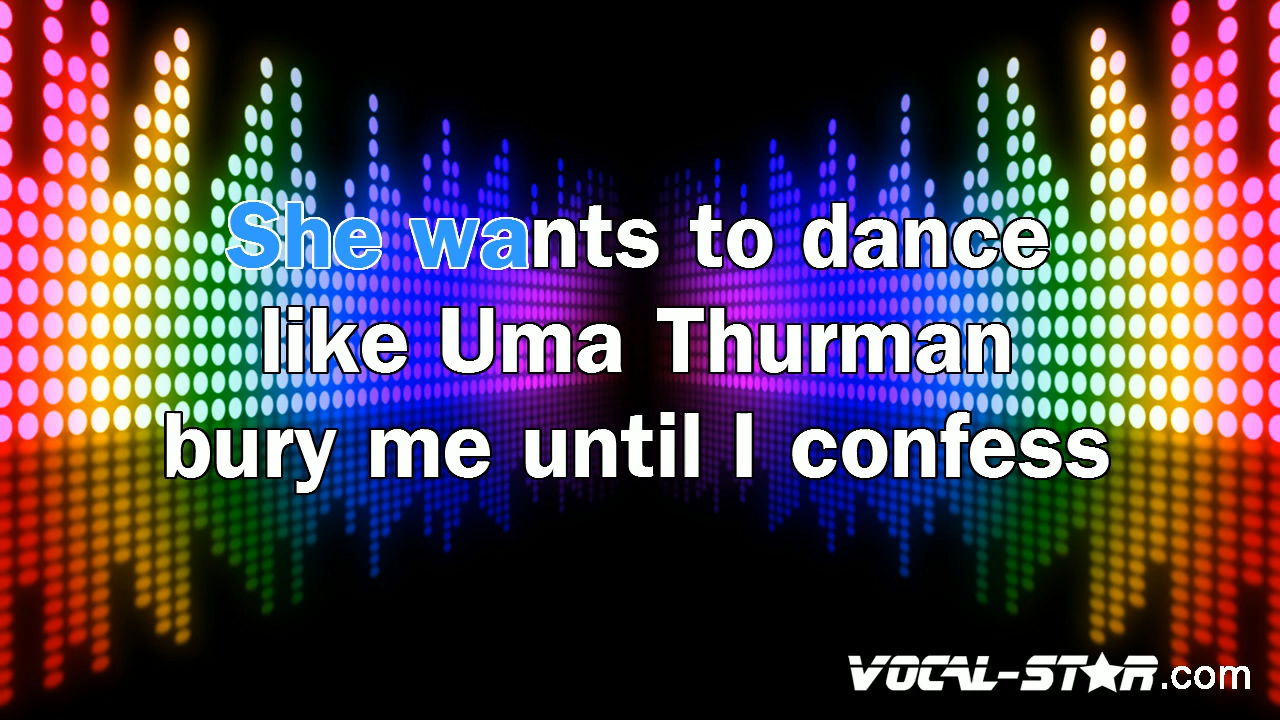 She wants to dance
like Uma Thurman
bury me until I confess
VOCAL-STAR.com